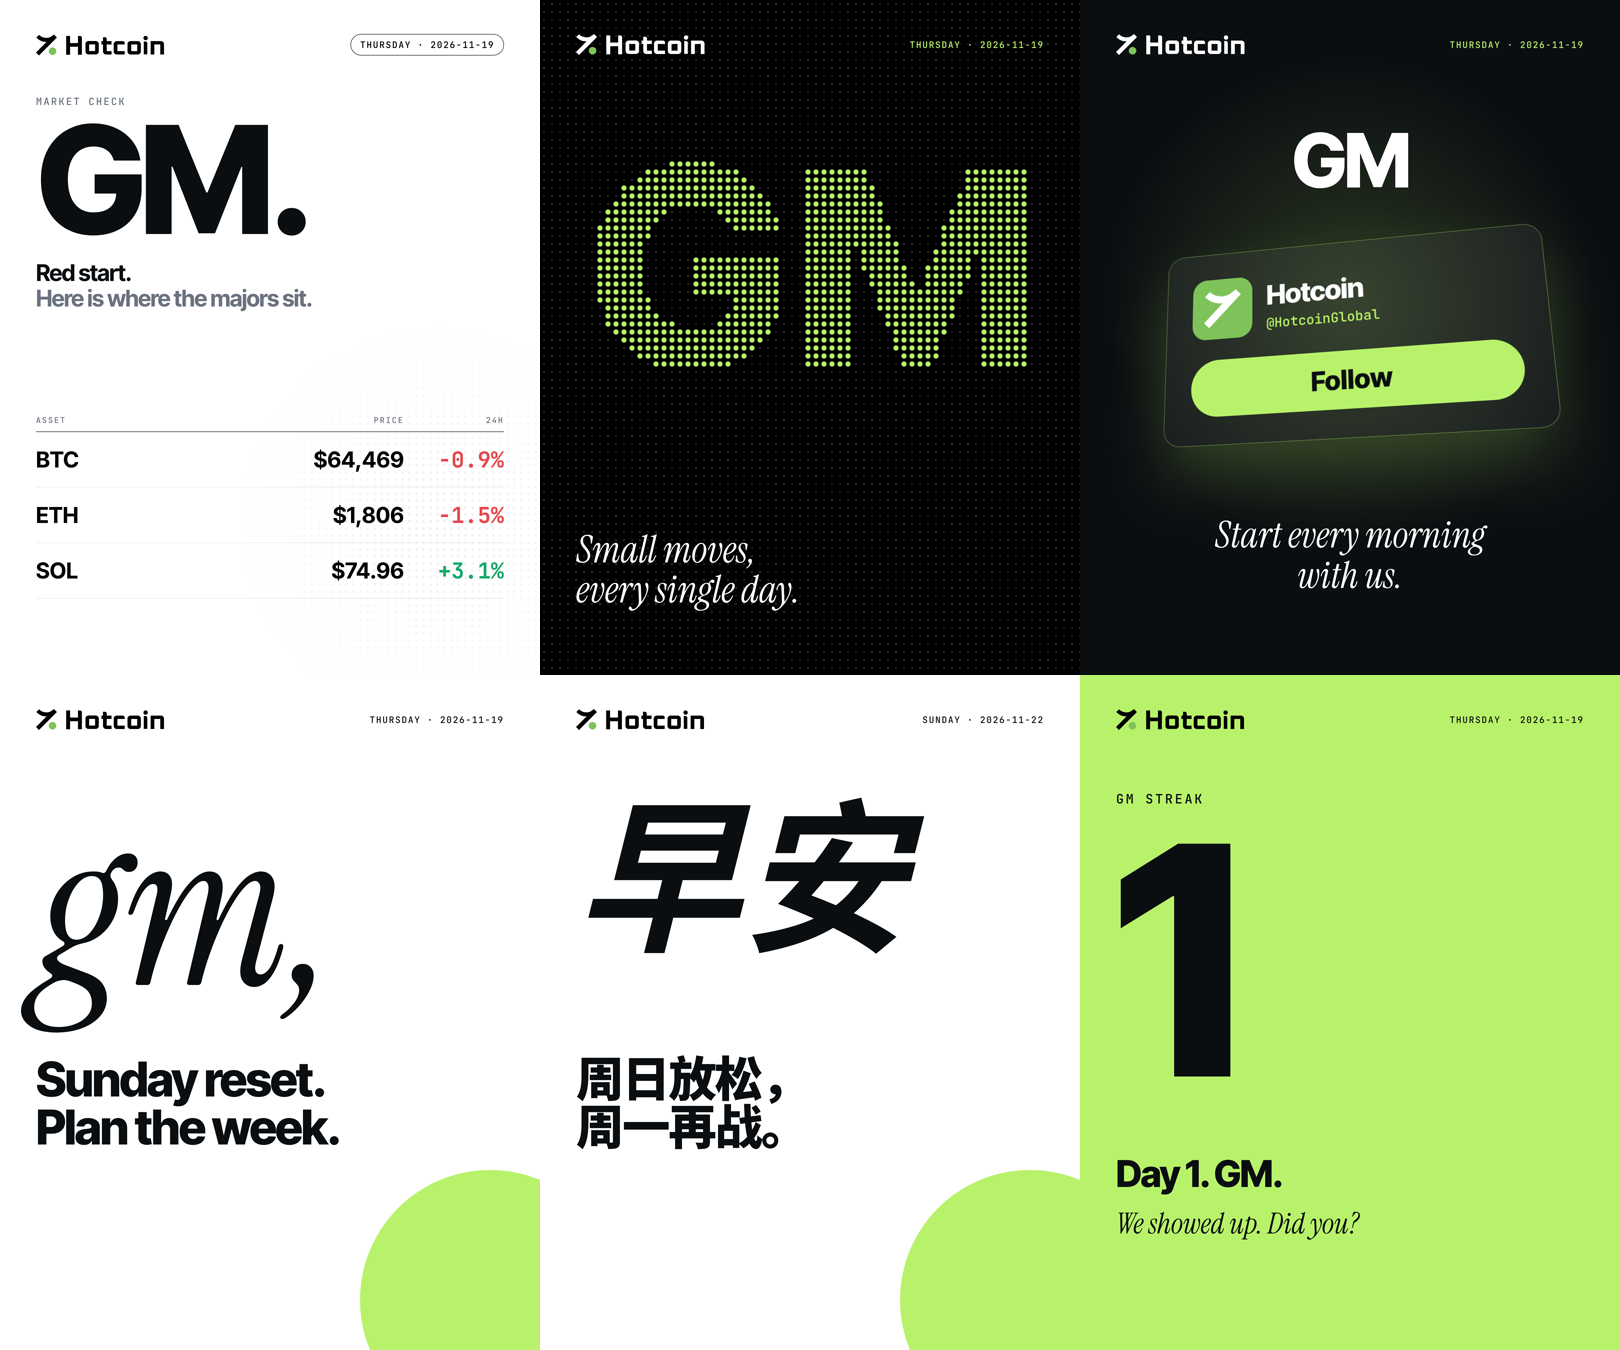 Hotcoin
THURSDAY · 2026-11-19
MARKET CHECK
GM.
Red start.
Here is where the majors sit.
ASSET PRICE 24H
BTC $64,469 -0.9%
ETH $1,806 -1.5%
SOL $74.96 +3.1%
Hotcoin
THURSDAY · 2026-11-19
GM
Small moves,
every single day.
Hotcoin
THURSDAY · 2026-11-19
GM
Hotcoin
@HotcoinGlobal
Follow
Start every morning
with us.
Hotcoin
THURSDAY · 2026-11-19
gm,
Sunday reset.
Plan the week.
Hotcoin
SUNDAY · 2026-11-22
早安
周日放松，
周一再战。
Hotcoin
THURSDAY · 2026-11-19
GM STREAK
1
Day 1. GM.
We showed up. Did you?